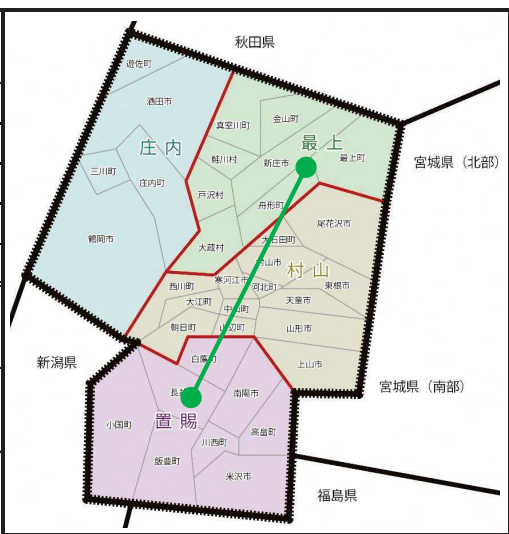 秋田県
遊佐町
酒田市
庄内
三川町
庄内町
鶴岡市
金山町
真室川町
最上
鮭川村
新庄市
最上町
宮城県（北部）
戸沢村
舟形町
大蔵村
尾花沢市
大石田町
村山市
村山
西川町
寒河江市
河北町
東根市
大江町
中山町
天童市
朝日町
山辺町
山形市
上山市
新潟県
白鷹町
宮城県（南部）
南陽市
小国町
置賜
高畠町
川西町
飯豊町
米沢市
福島県